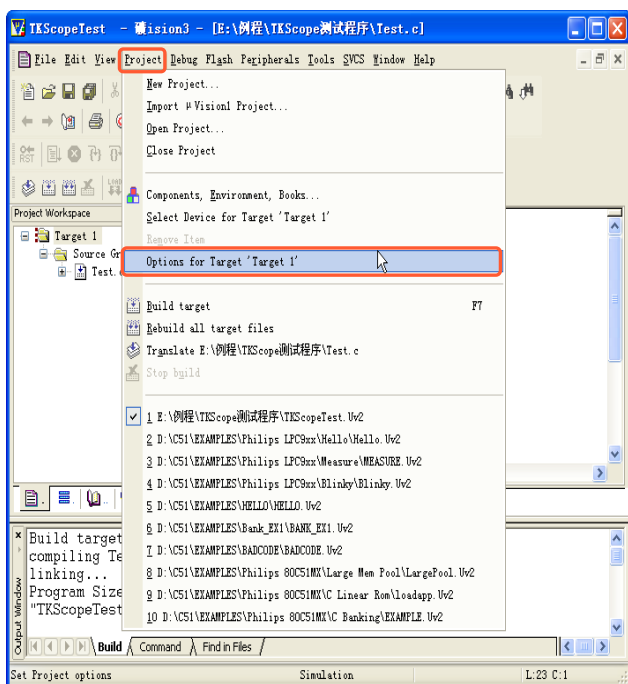 TKScopeTest - 礦ision3 - [E:\例程\TKScope测试程序\Test.c]
File Edit View Project Debug Flash Peripherals Tools SVCS Window Help
New Project...
Import μVision1 Project...
Open Project...
Close Project
Components, Environment, Books...
Select Device for Target 'Target 1'
Remove Item
Options for Target 'Target 1'
Build target F7
Rebuild all target files
Translate E:\例程\TKScope测试程序\Test.c
Stop build
1 E:\例程\TKScope测试程序\TKScopeTest.Uv2
2 D:\C51\EXAMPLES\Philips LPC9xx\Hello\Hello.Uv2
3 D:\C51\EXAMPLES\Philips LPC9xx\Measure\MEASURE.Uv2
4 D:\C51\EXAMPLES\Philips LPC9xx\Blinky\Blinky.Uv2
5 D:\C51\EXAMPLES\HELLO\HELLO.Uv2
6 D:\C51\EXAMPLES\Bank_EX1\BANK_EX1.Uv2
7 D:\C51\EXAMPLES\BADCODE\BADCODE.Uv2
8 D:\C51\EXAMPLES\Philips 80C51MX\Large Mem Pool\LargePool.Uv2
9 D:\C51\EXAMPLES\Philips 80C51MX\C Linear Rom\loadapp.Uv2
10 D:\C51\EXAMPLES\Philips 80C51MX\C Banking\EXAMPLE.Uv2
RST
Project Workspace
Target 1
Source Gr
Test.
Build target
compiling Te
linking...
Program Size
"TKScopeTest
Output Window
Build Command Find in Files
Set Project options Simulation L:23 C:1